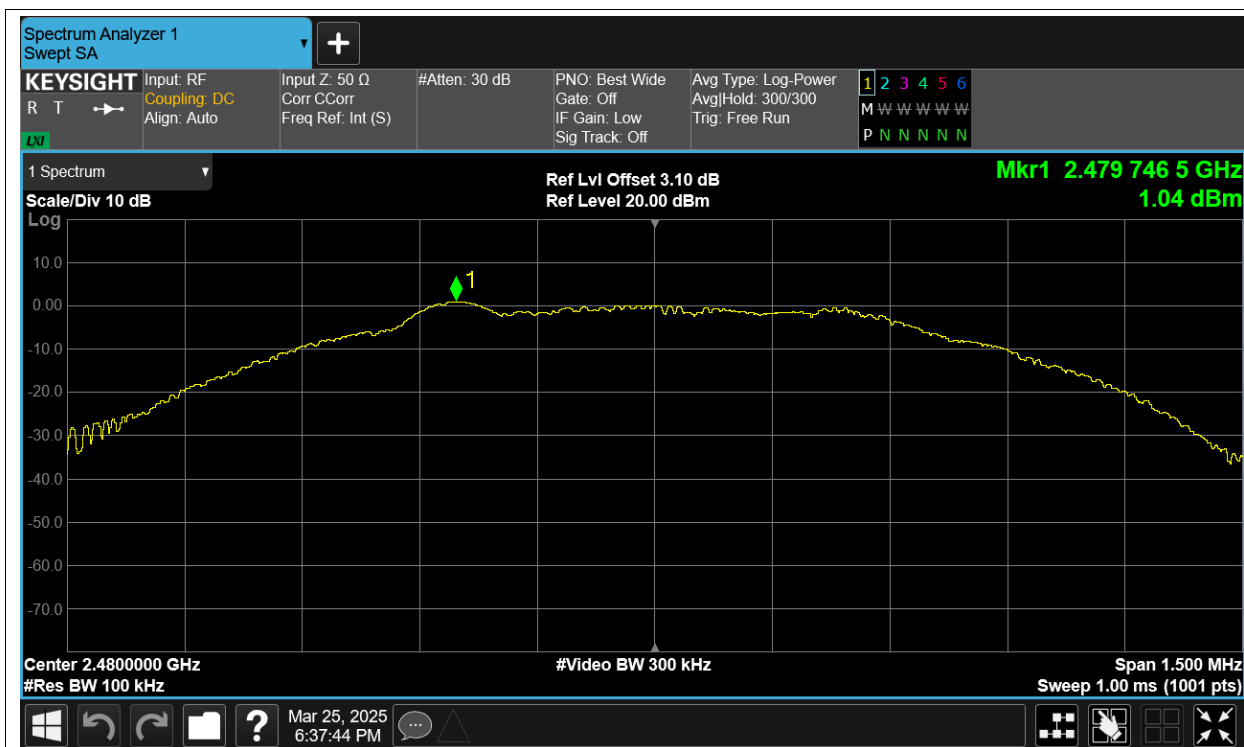 Spectrum Analyzer 1
Swept SA
KEYSIGHT
R T
LXI
Input: RF
Coupling: DC
Align: Auto
Input Z: 50 Ω
Corr CCorr
Freq Ref: Int (S)
#Atten: 30 dB
PNO: Best Wide
Gate: Off
IF Gain: Low
Sig Track: Off
Avg Type: Log-Power
Avg|Hold: 300/300
Trig: Free Run
1 2 3 4 5 6
M W W W W W W
P N N N N N
1 Spectrum
Scale/Div 10 dB
Log
Ref Lvl Offset 3.10 dB
Ref Level 20.00 dBm
Mkr1 2.479 746 5 GHz
1.04 dBm
1
10.0
0.00
-10.0
-20.0
-30.0
-40.0
-50.0
-60.0
-70.0
Center 2.4800000 GHz
#Video BW 300 kHz
Span 1.500 MHz
#Res BW 100 kHz
Sweep 1.00 ms (1001 pts)
?
Mar 25, 2025
6:37:44 PM